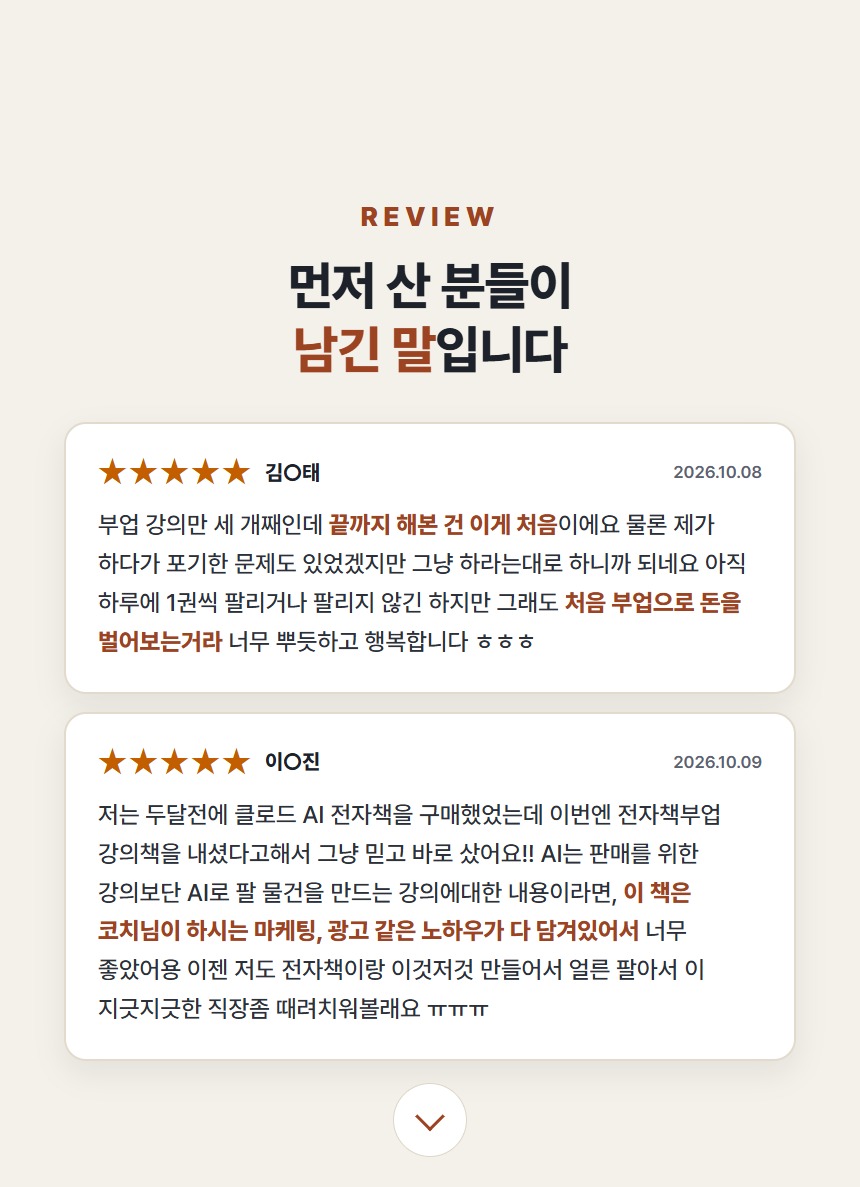 REVIEW
먼저 산 분들이
남긴 말입니다
★★★★★ 김○태 2026.10.08
부업 강의만 세 개째인데 끝까지 해본 건 이게 처음이에요 물론 제가
하다가 포기한 문제도 있었겠지만 그냥 하라는대로 하니까 되네요 아직
하루에 1권씩 팔리거나 팔리지 않긴 하지만 그래도 처음 부업으로 돈을
벌어보는거라 너무 뿌듯하고 행복합니다 ㅎㅎㅎ
★★★★★ 이○진 2026.10.09
저는 두달전에 클로드 AI 전자책을 구매했었는데 이번엔 전자책부업
강의책을 내셨다고해서 그냥 믿고 바로 샀어요!! AI는 판매를 위한
강의보단 AI로 팔 물건을 만드는 강의에대한 내용이라면, 이 책은
코치님이 하시는 마케팅, 광고 같은 노하우가 다 담겨있어서 너무
좋았어용 이젠 저도 전자책이랑 이것저것 만들어서 얼른 팔아서 이
지긋지긋한 직장좀 때려치워볼래요 ㅠㅠㅠ